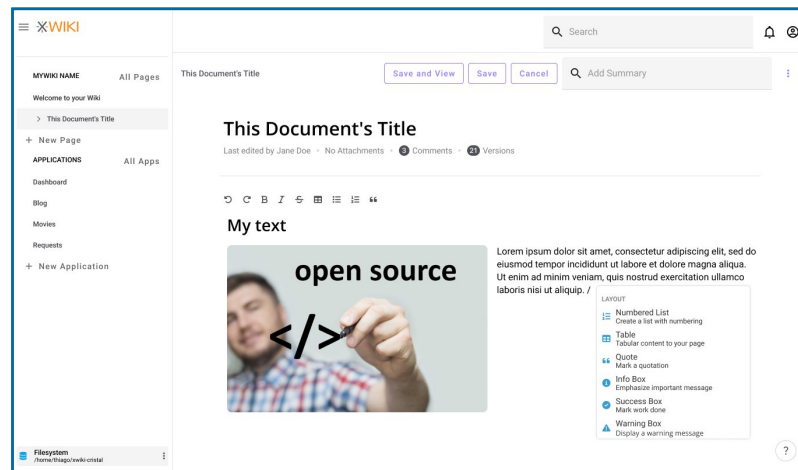 XWIKI
Search
MYWIKI NAME
All Pages
Welcome to your Wiki
This Document's Title
+ New Page
APPLICATIONS
All Apps
Dashboard
Blog
Movies
Requests
+ New Application
Filesystem
/home/thiago/xwiki-cristal
This Document's Title
Save and View
Save
Cancel
Add Summary
This Document's Title
Last edited by Jane Doe • No Attachments • 3 Comments • 21 Versions
B I S
My text
open source
</>
Lorem ipsum dolor sit amet, consectetur adipiscing elit, sed do
eiusmod tempor incididunt ut labore et dolore magna aliqua.
Ut enim ad minim veniam, quis nostrud exercitation ullamco
laboris nisi ut aliquip. /
LAYOUT
Numbered List
Create a list with numbering
Table
Tabular content to your page
Quote
Mark a quotation
Info Box
Emphasize important message
Success Box
Mark work done
Warning Box
Display a warning message
?